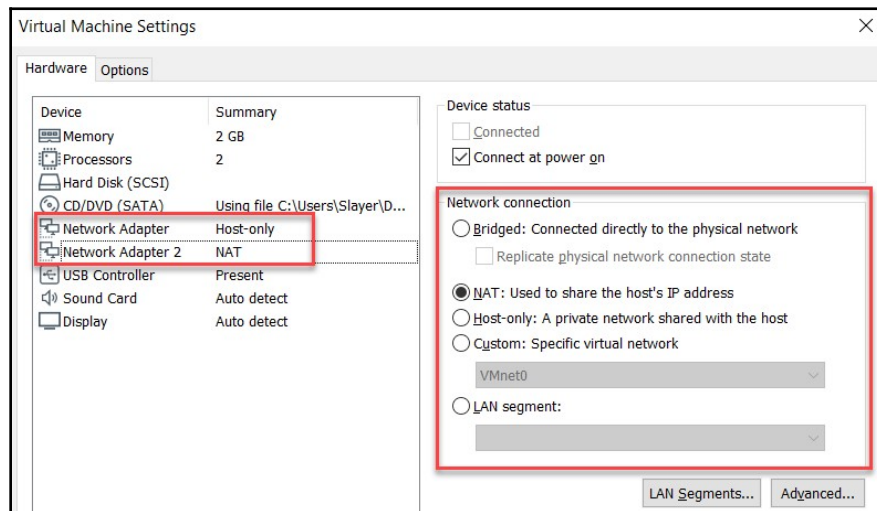 Virtual Machine Settings
Hardware Options
Device Summary
Memory 2 GB
Processors 2
Hard Disk (SCSI)
CD/DVD (SATA) Using file C:\Users\Slayer\D...
Network Adapter Host-only
Network Adapter 2 NAT
USB Controller Present
Sound Card Auto detect
Display Auto detect
Device status
Connected
Connect at power on
Network connection
Bridged: Connected directly to the physical network
Replicate physical network connection state
NAT: Used to share the host's IP address
Host-only: A private network shared with the host
Custom: Specific virtual network
VMnet0
LAN segment:
LAN Segments... Advanced...